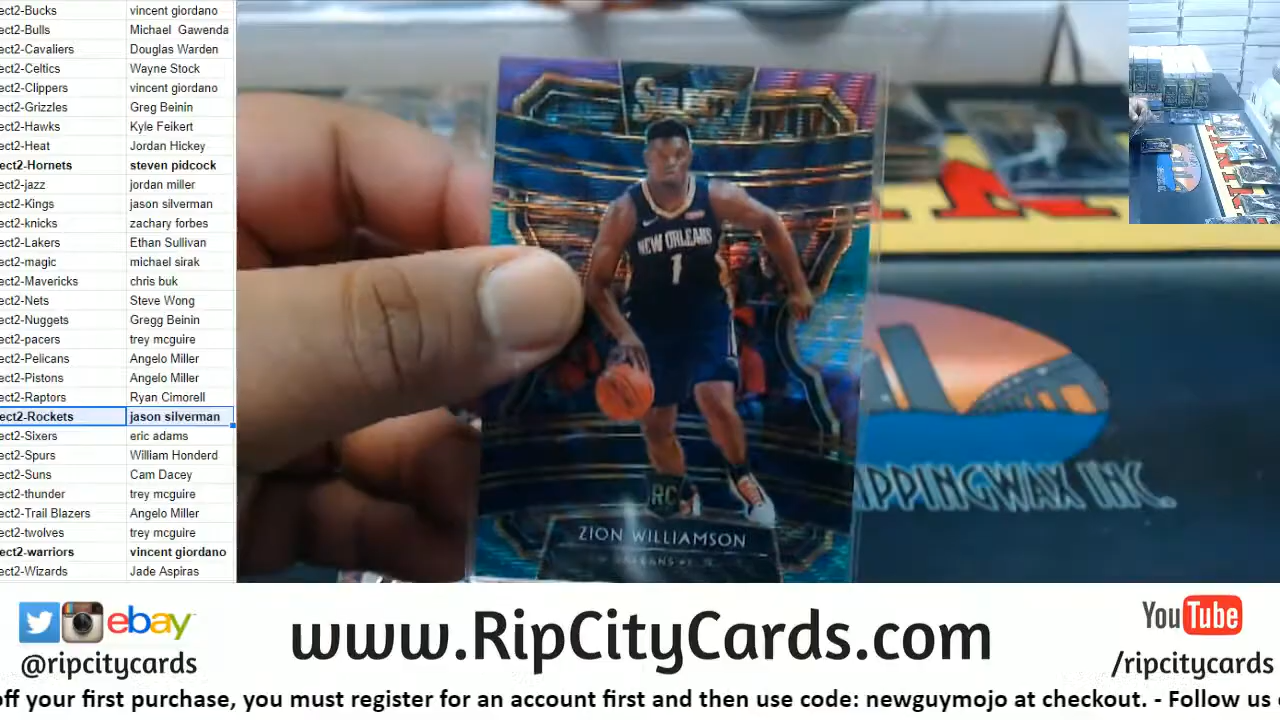 ect2-Bucks vincent giordano
ect2-Bulls Michael Gawenda
ect2-Cavaliers Douglas Warden
ect2-Celtics Wayne Stock
ect2-Clippers vincent giordano
ect2-Grizzles Greg Beinin
ect2-Hawks Kyle Feikert
ect2-Heat Jordan Hickey
ect2-Hornets steven pidcock
ect2-jazz jordan miller
ect2-Kings jason silverman
ect2-knicks zachary forbes
ect2-Lakers Ethan Sullivan
ect2-magic michael sirak
ect2-Mavericks chris buk
ect2-Nets Steve Wong
ect2-Nuggets Gregg Beinin
ect2-pacers trey mcguire
ect2-Pelicans Angelo Miller
ect2-Pistons Angelo Miller
ect2-Raptors Ryan Cimorell
ect2-Rockets jason silverman
ect2-Sixers eric adams
ect2-Spurs William Honderd
ect2-Suns Cam Dacey
ect2-thunder trey mcguire
ect2-Trail Blazers Angelo Miller
ect2-twolves trey mcguire
ect2-warriors vincent giordano
ect2-Wizards Jade Aspiras
SELECT
NEW ORLEANS
1
RC
ZION WILLIAMSON
IPPINGWAX INC.
ebay
@ripcitycards
www.RipCityCards.com
YouTube
/ripcitycards
off your first purchase, you must register for an account first and then use code: newguymojo at checkout. - Follow us